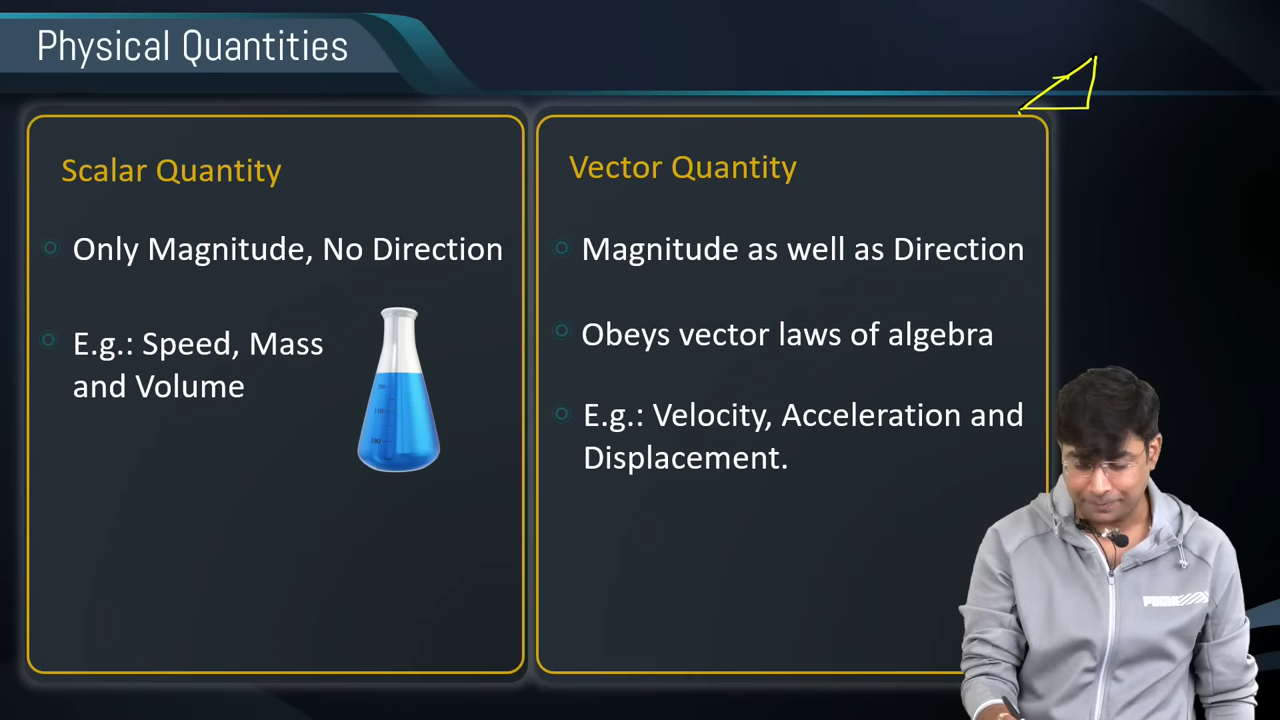 Physical Quantities
Scalar Quantity
Only Magnitude, No Direction
E.g.: Speed, Mass
and Volume
Vector Quantity
Magnitude as well as Direction
Obeys vector laws of algebra
E.g.: Velocity, Acceleration and
Displacement.